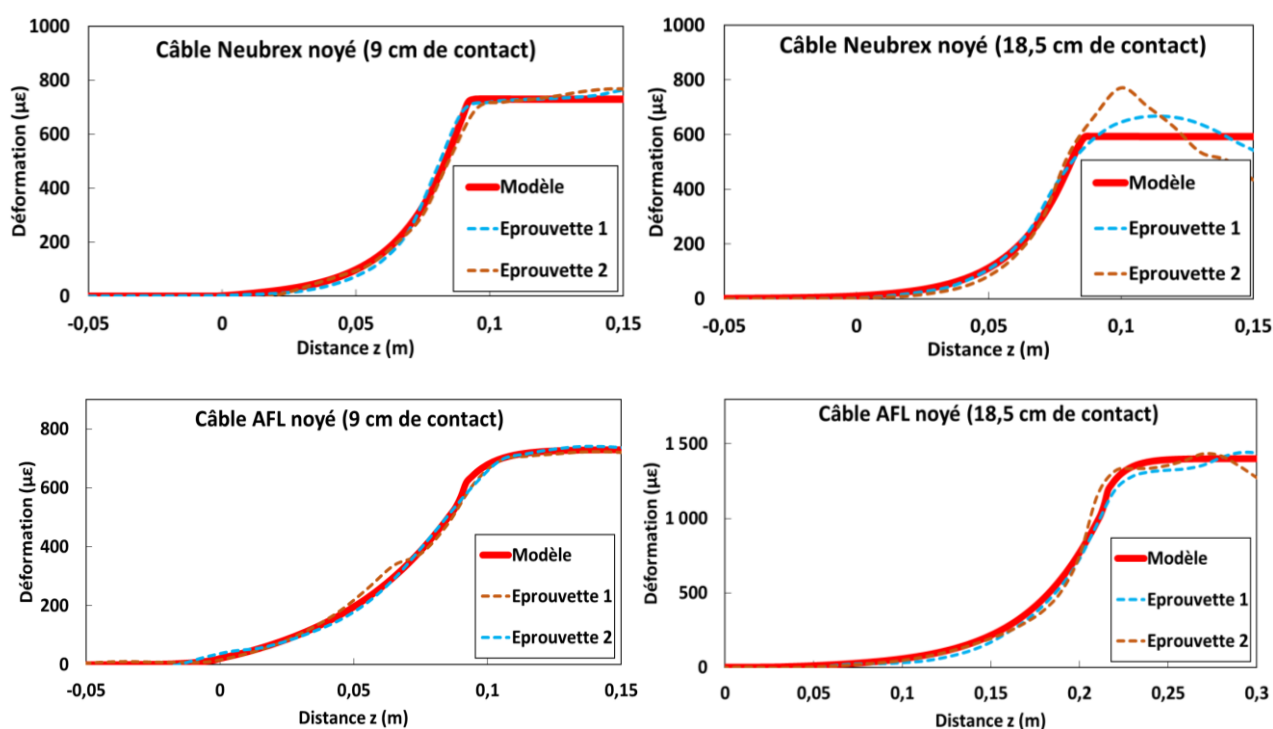 Câble Neubrex noyé (9 cm de contact)
Déformation (µε)
1000
800
600
400
200
0
Modèle
Eprouvette 1
Eprouvette 2
-0,05 0 0,05 0,1 0,15
Distance z (m)
Câble Neubrex noyé (18,5 cm de contact)
Déformation (µε)
1000
800
600
400
200
0
Modèle
Eprouvette 1
Eprouvette 2
-0,05 0 0,05 0,1 0,15
Distance z (m)
Câble AFL noyé (9 cm de contact)
Déformation (µε)
800
600
400
200
0
Modèle
Eprouvette 1
Eprouvette 2
-0,05 0 0,05 0,1 0,15
Distance z (m)
Câble AFL noyé (18,5 cm de contact)
Déformation (µε)
1 500
1 000
500
0
Modèle
Eprouvette 1
Eprouvette 2
0 0,05 0,1 0,15 0,2 0,25 0,3
Distance z (m)